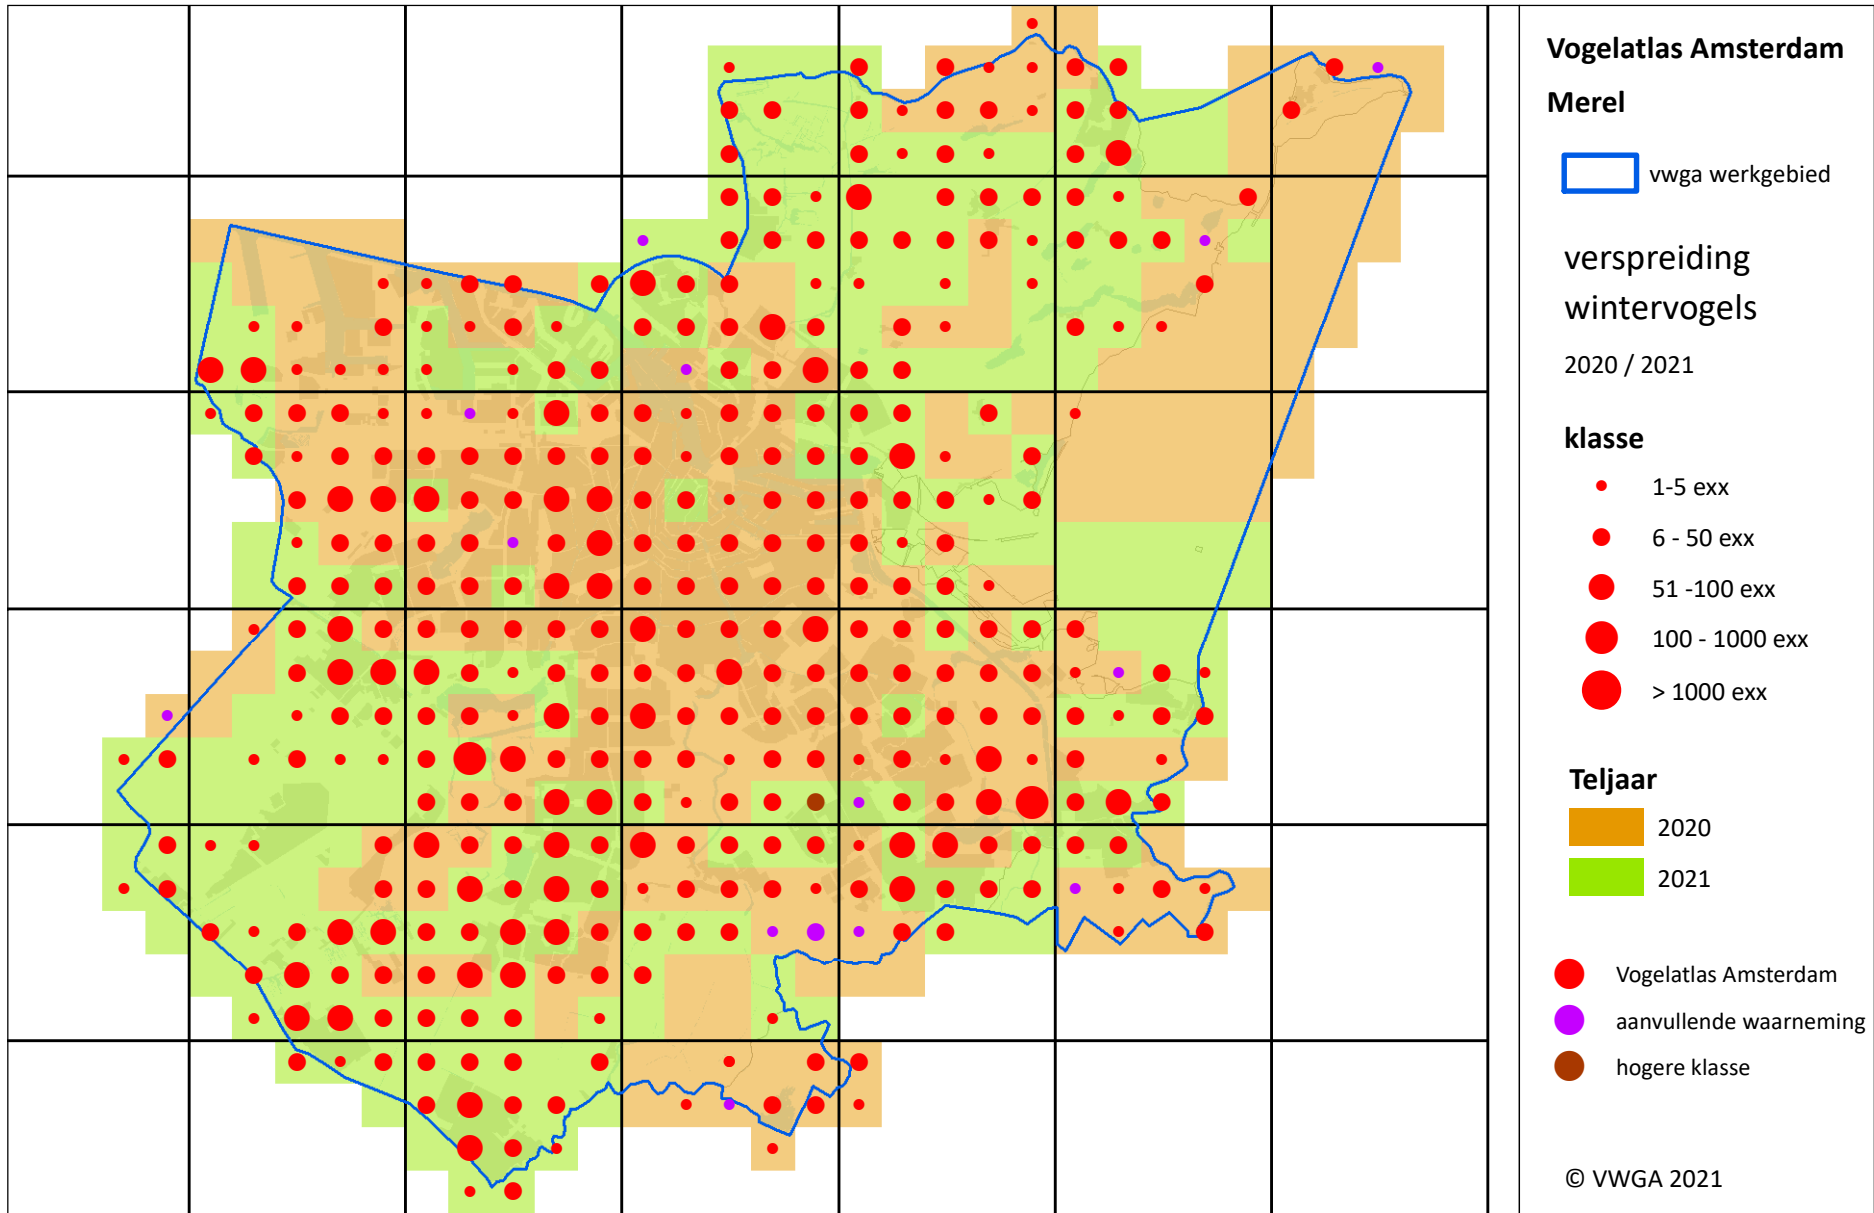 Vogelatlas Amsterdam
Merel
vwga werkgebied
verspreiding
wintervogels
2020 / 2021
klasse
1-5 exx
6 - 50 exx
51 -100 exx
100 - 1000 exx
> 1000 exx
Teljaar
2020
2021
Vogelatlas Amsterdam
aanvullende waarneming
hogere klasse
© VWGA 2021